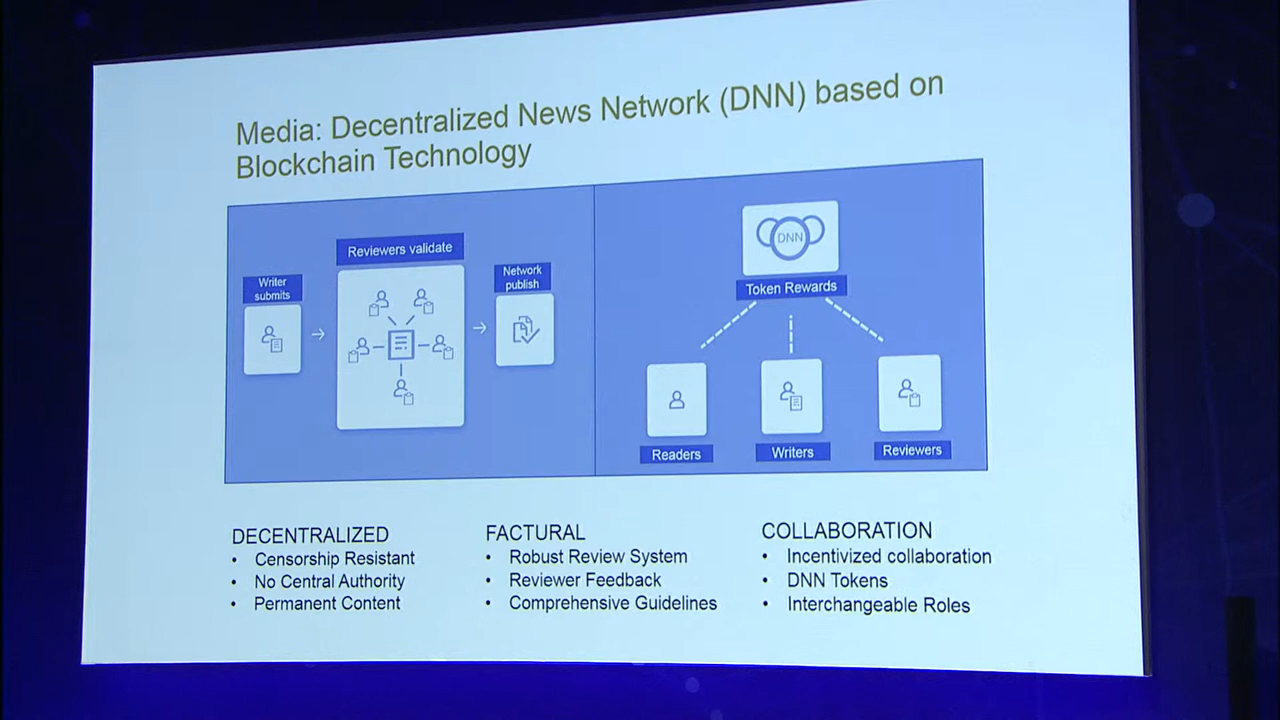 Media: Decentralized News Network (DNN) based on
Blockchain Technology
Writer
submits
Reviewers validate
Network
publish
DNN
Token Rewards
Readers
Writers
Reviewers
DECENTRALIZED
• Censorship Resistant
• No Central Authority
• Permanent Content
FACTURAL
• Robust Review System
• Reviewer Feedback
• Comprehensive Guidelines
COLLABORATION
• Incentivized collaboration
• DNN Tokens
• Interchangeable Roles